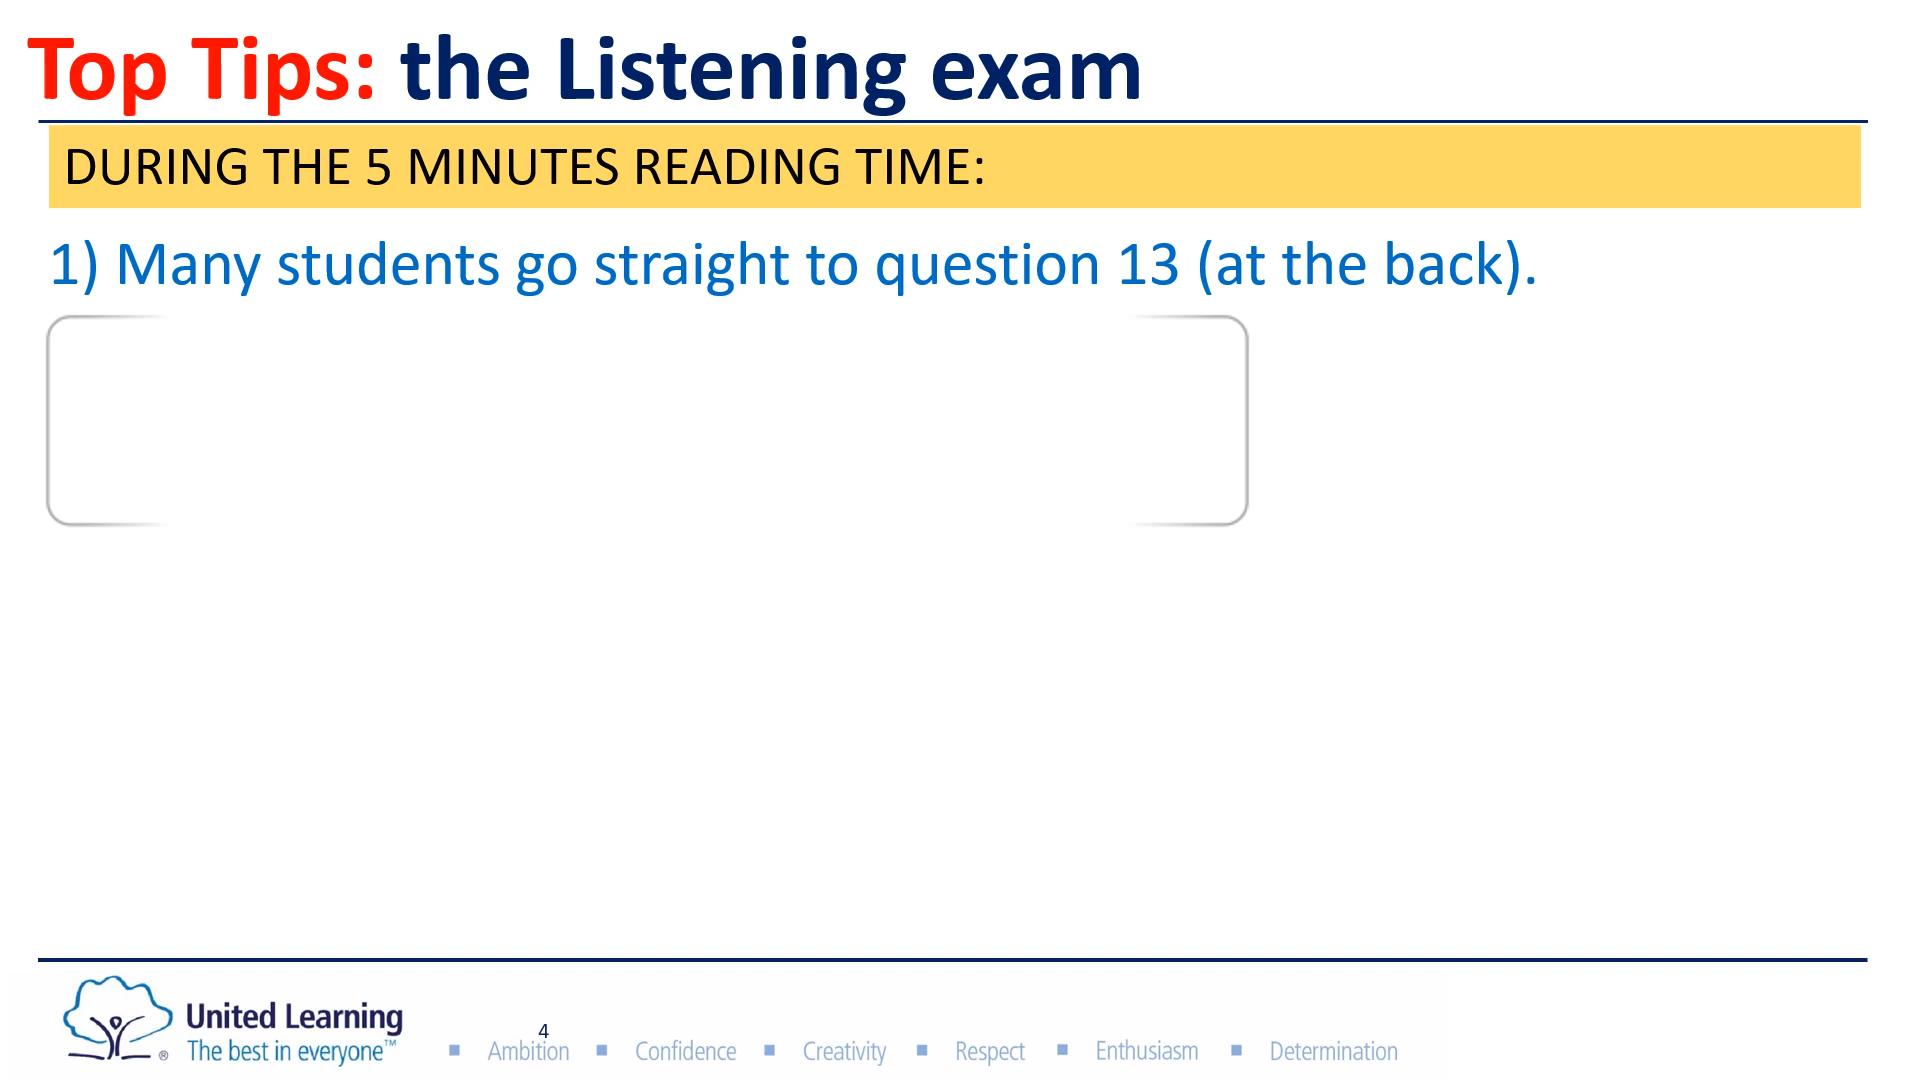 Top Tips: the Listening exam
DURING THE 5 MINUTES READING TIME:
1) Many students go straight to question 13 (at the back).
United Learning
The best in everyone™
®
4
▪ Ambition ▪ Confidence ▪ Creativity ▪ Respect ▪ Enthusiasm ▪ Determination